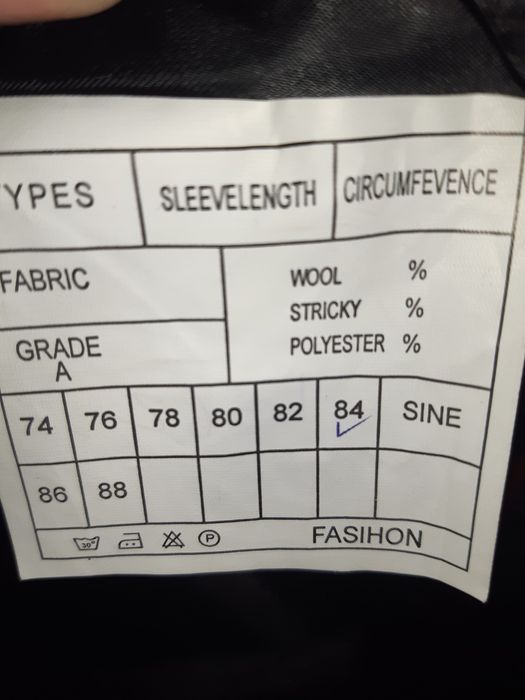 YPES SLEEVELENGTH CIRCUMFEVENCE
FABRIC
WOOL %
STRICKY %
POLYESTER %
GRADE
A
74 76 78 80 82 84 SINE
86 88
30° P FASIHON